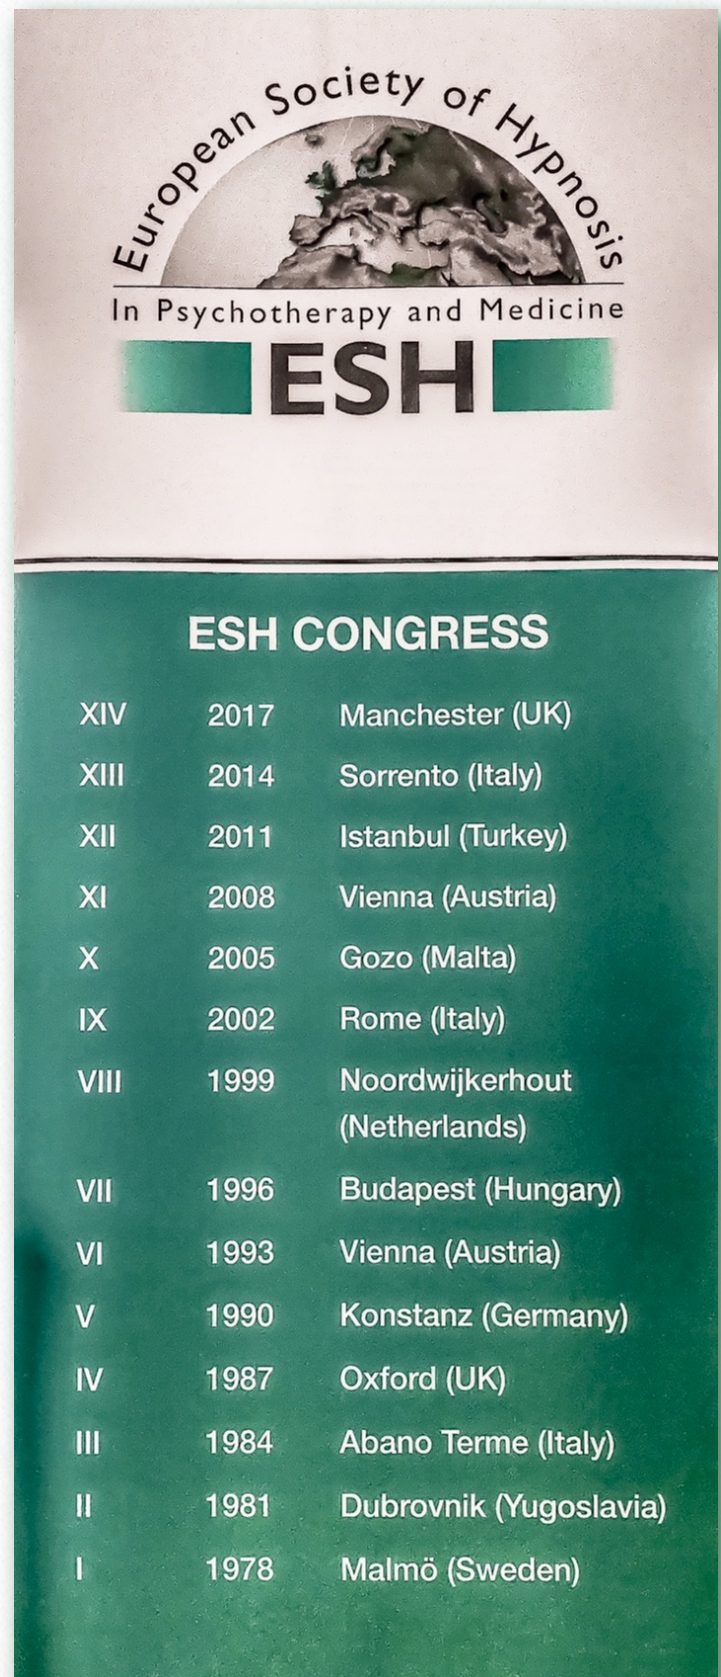 European Society of Hypnosis
In Psychotherapy and Medicine
ESH
ESH CONGRESS
XIV 2017 Manchester (UK)
XIII 2014 Sorrento (Italy)
XII 2011 Istanbul (Turkey)
XI 2008 Vienna (Austria)
X 2005 Gozo (Malta)
IX 2002 Rome (Italy)
VIII 1999 Noordwijkerhout
(Netherlands)
VII 1996 Budapest (Hungary)
VI 1993 Vienna (Austria)
V 1990 Konstanz (Germany)
IV 1987 Oxford (UK)
III 1984 Abano Terme (Italy)
II 1981 Dubrovnik (Yugoslavia)
I 1978 Malmö (Sweden)